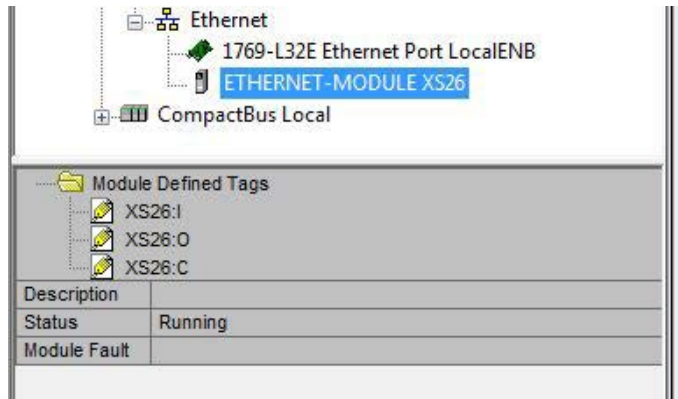 Ethernet
1769-L32E Ethernet Port LocalENB
ETHERNET-MODULE XS26
CompactBus Local
Module Defined Tags
XS26:I
XS26:O
XS26:C
Description
Status Running
Module Fault